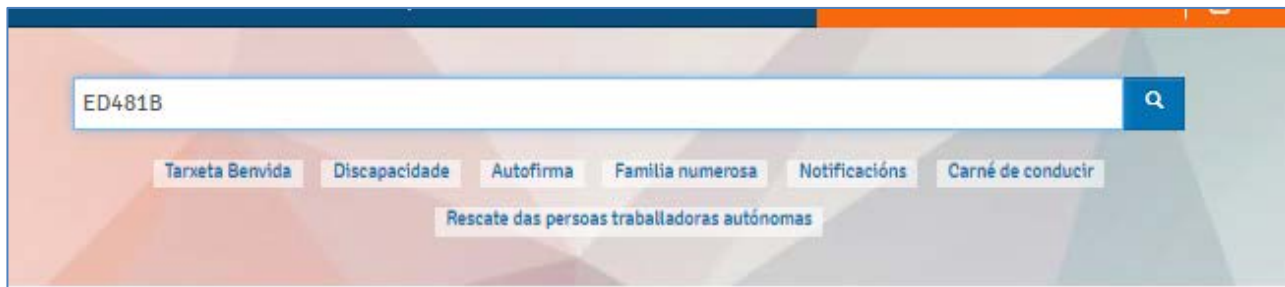 ED481B
Tarxeta Benvida Discapacidade Autofirma Familia numerosa Notificacións Carné de conducir
Rescate das persoas traballadoras autónomas